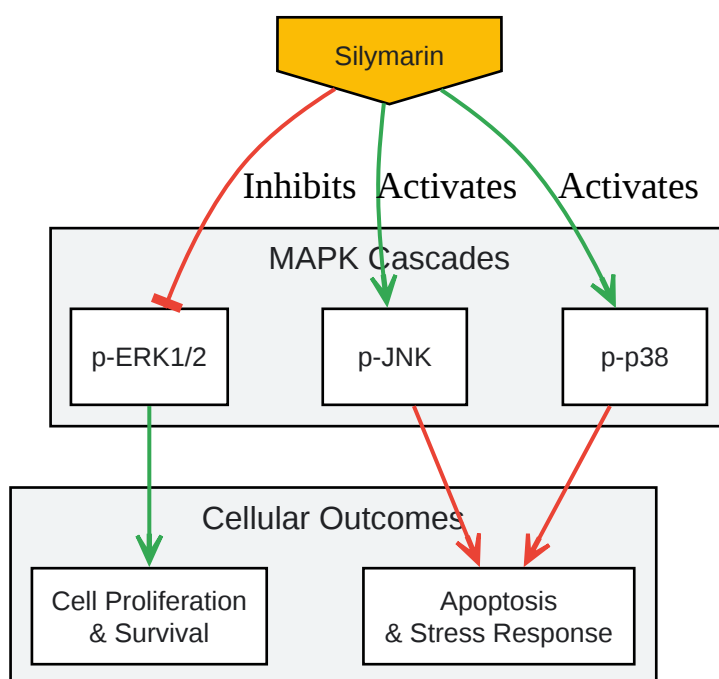 Silymarin
Inhibits Activates Activates
MAPK Cascades
p-ERK1/2 p-JNK p-p38
Cellular Outcomes
Cell Proliferation
& Survival
Apoptosis
& Stress Response